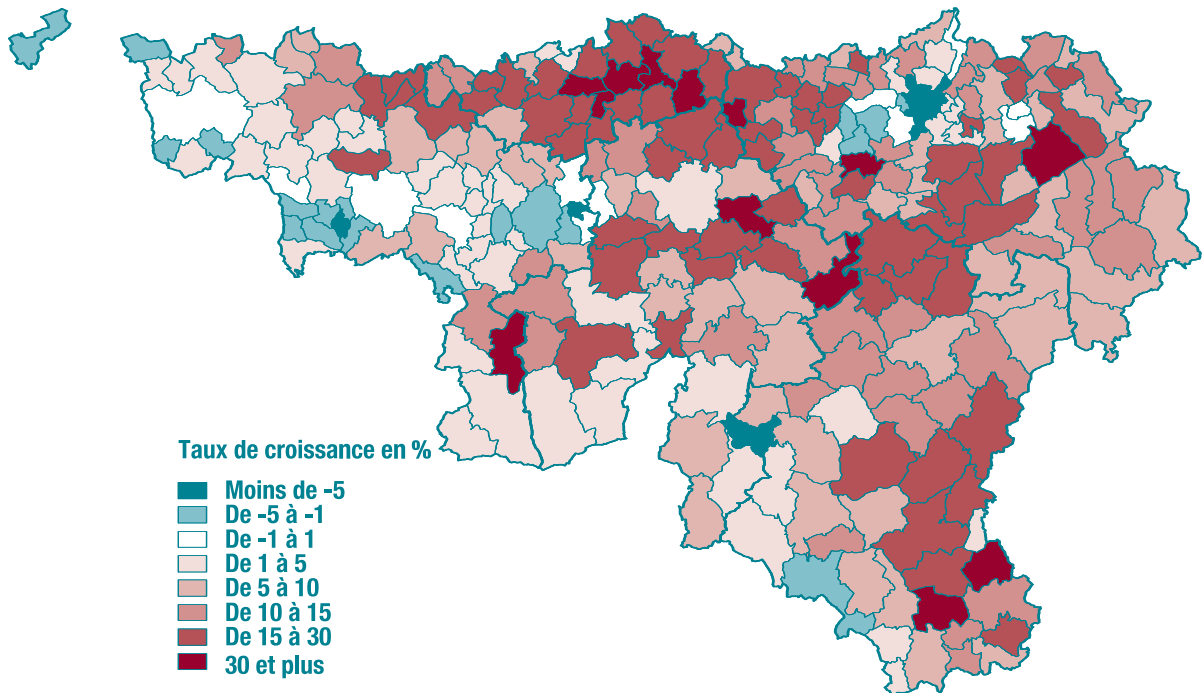 Taux de croissance en %
Moins de -5
De -5 à -1
De -1 à 1
De 1 à 5
De 5 à 10
De 10 à 15
De 15 à 30
30 et plus